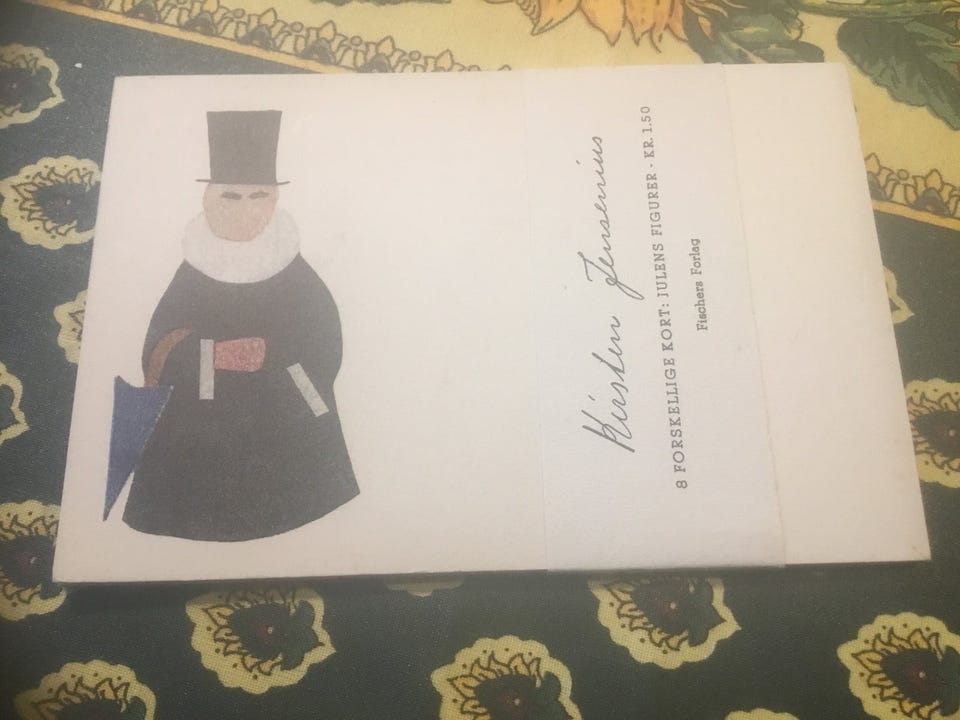 Kirsten Jensenius
8 FORSKELLIGE KORT: JULENS FIGURER · KR. 1.50
Fischers Forlag